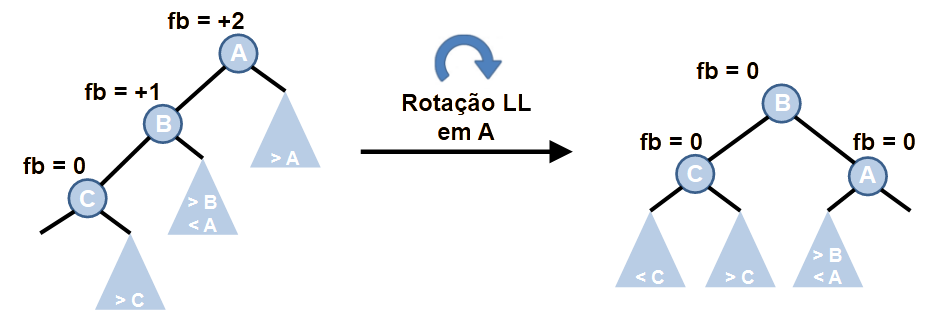 fb = +2
A
fb = +1
B
> A
fb = 0
C
> B
< A
> C
Rotação LL
em A
fb = 0
B
fb = 0
fb = 0
C
A
< C
> C
> B
< A